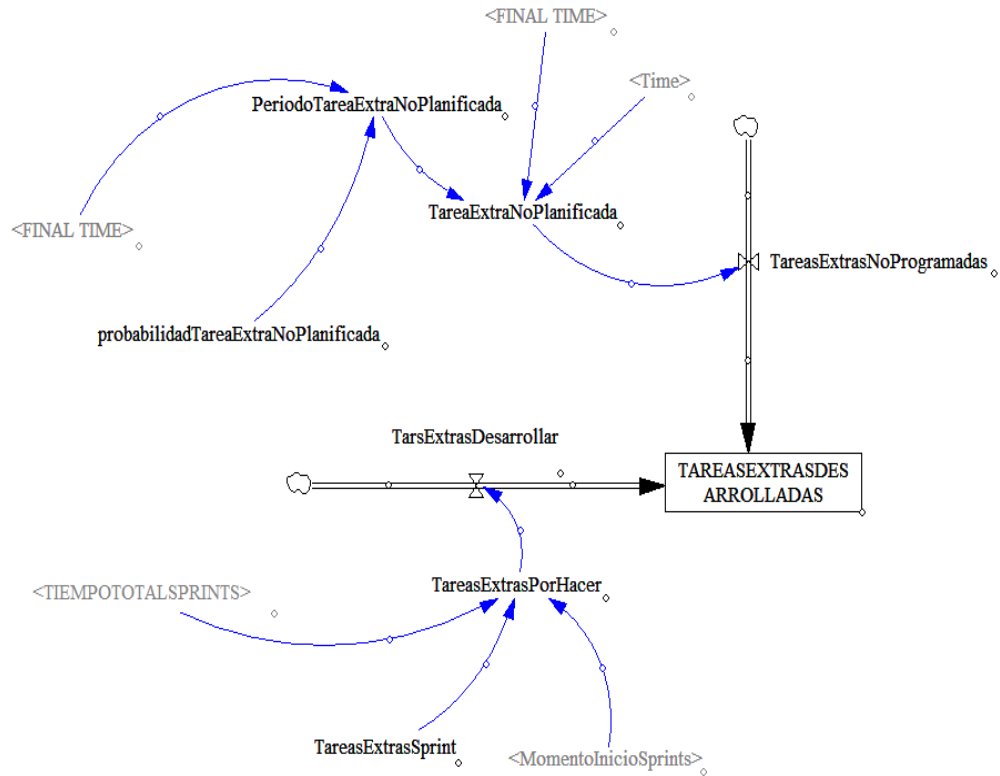 <FINAL TIME>
<Time>
PeriodoTareaExtraNoPlanificada
TareaExtraNoPlanificada
<FINAL TIME>
TareasExtrasNoProgramadas
probabilidadTareaExtraNoPlanificada
TarsExtrasDesarrollar
TAREASEXTRASDES
ARROLLADAS
<TIEMPOTOTALSPRINTS>
TareasExtrasPorHacer
TareasExtrasSprint
<MomentoInicioSprints>